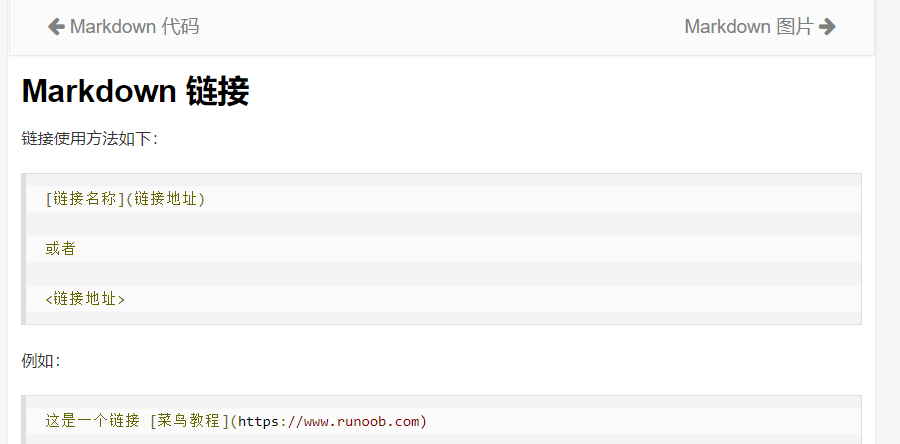 Markdown 代码
Markdown 图片
Markdown 链接
链接使用方法如下：
[链接名称](链接地址)
或者
<链接地址>
例如：
这是一个链接 [菜鸟教程](https://www.runoob.com)